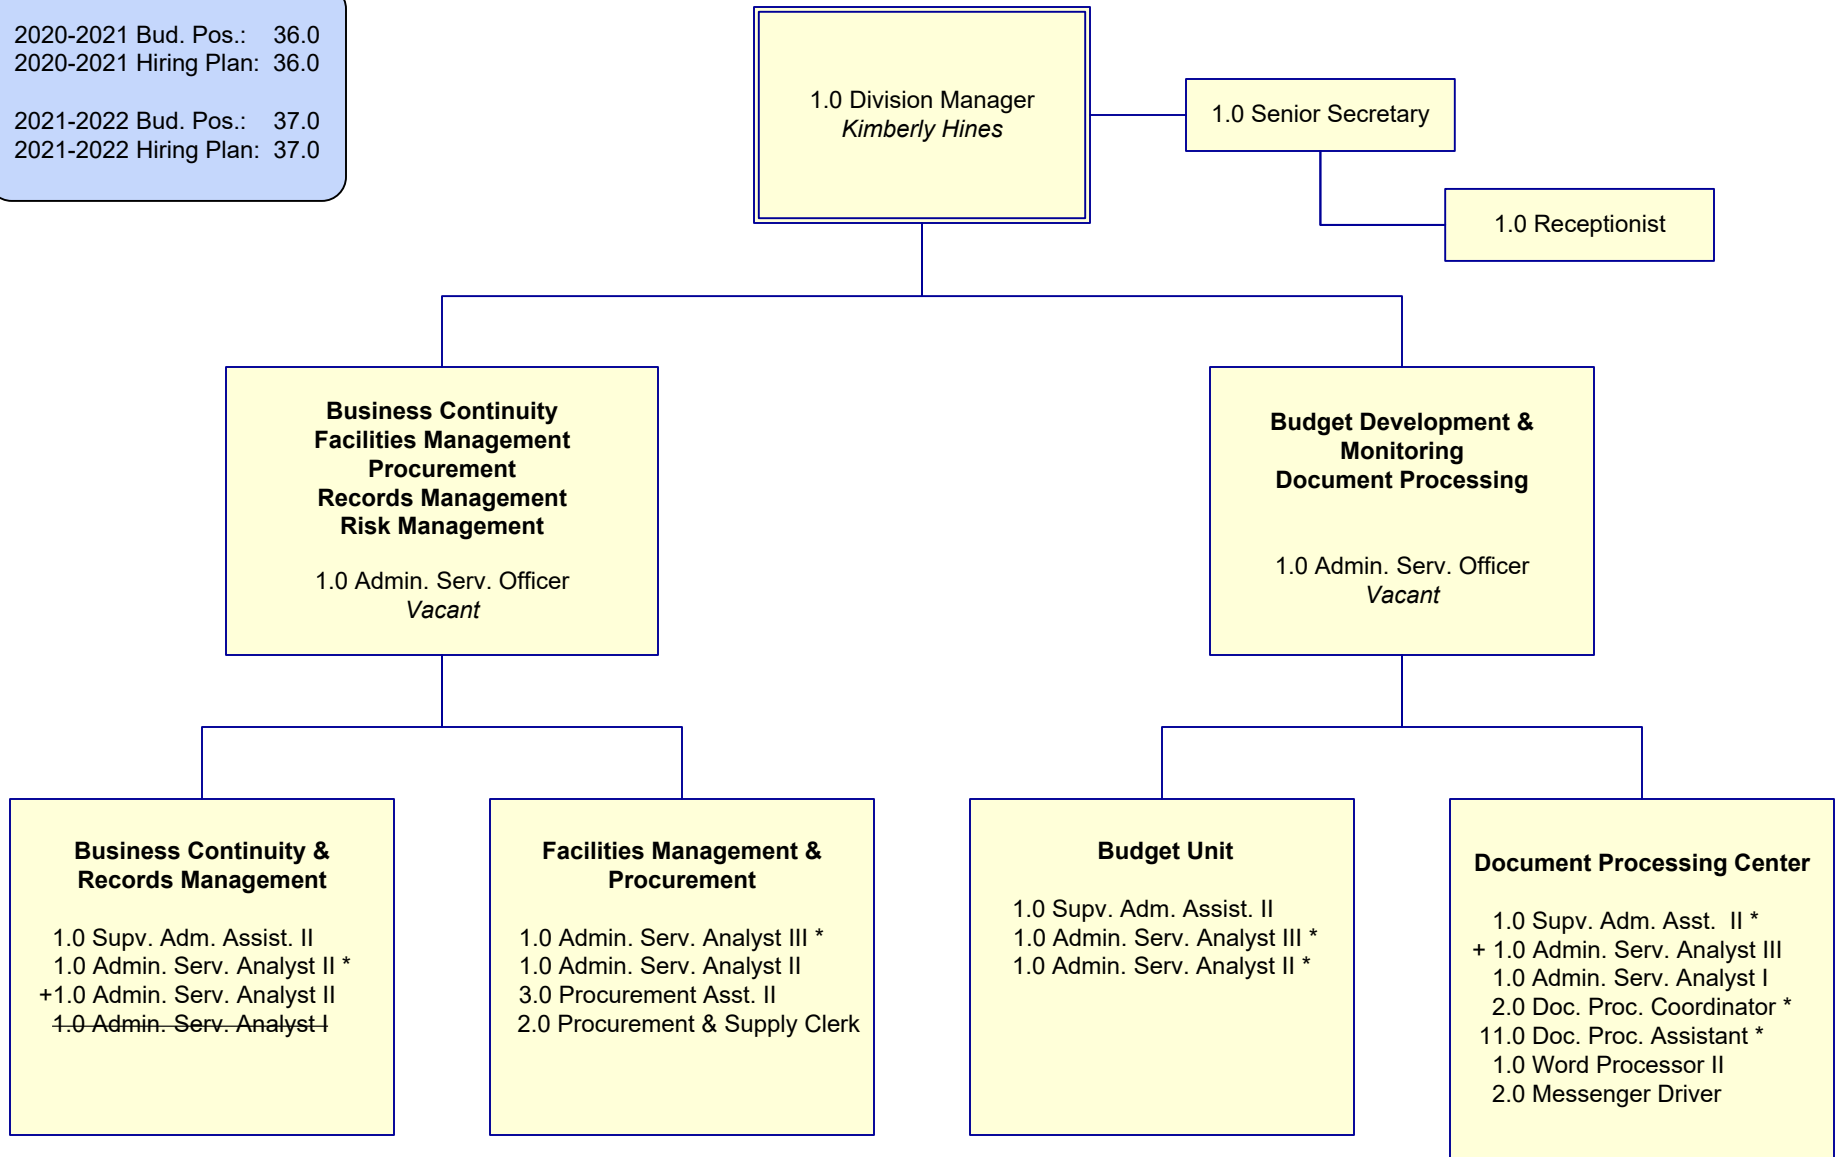 2020-2021 Bud. Pos.: 36.0
2020-2021 Hiring Plan: 36.0
2021-2022 Bud. Pos.: 37.0
2021-2022 Hiring Plan: 37.0
1.0 Division Manager
Kimberly Hines
1.0 Senior Secretary
1.0 Receptionist
Business Continuity
Facilities Management
Procurement
Records Management
Risk Management
1.0 Admin. Serv. Officer
Vacant
Budget Development &
Monitoring
Document Processing
1.0 Admin. Serv. Officer
Vacant
Business Continuity &
Records Management
1.0 Supv. Adm. Assist. II
1.0 Admin. Serv. Analyst II *
+1.0 Admin. Serv. Analyst II
1.0 Admin. Serv. Analyst I
Facilities Management &
Procurement
1.0 Admin. Serv. Analyst III *
1.0 Admin. Serv. Analyst II
3.0 Procurement Asst. II
2.0 Procurement & Supply Clerk
Budget Unit
1.0 Supv. Adm. Assist. II
1.0 Admin. Serv. Analyst III *
1.0 Admin. Serv. Analyst II *
Document Processing Center
1.0 Supv. Adm. Asst. II *
+ 1.0 Admin. Serv. Analyst III
1.0 Admin. Serv. Analyst I
2.0 Doc. Proc. Coordinator *
11.0 Doc. Proc. Assistant *
1.0 Word Processor II
2.0 Messenger Driver